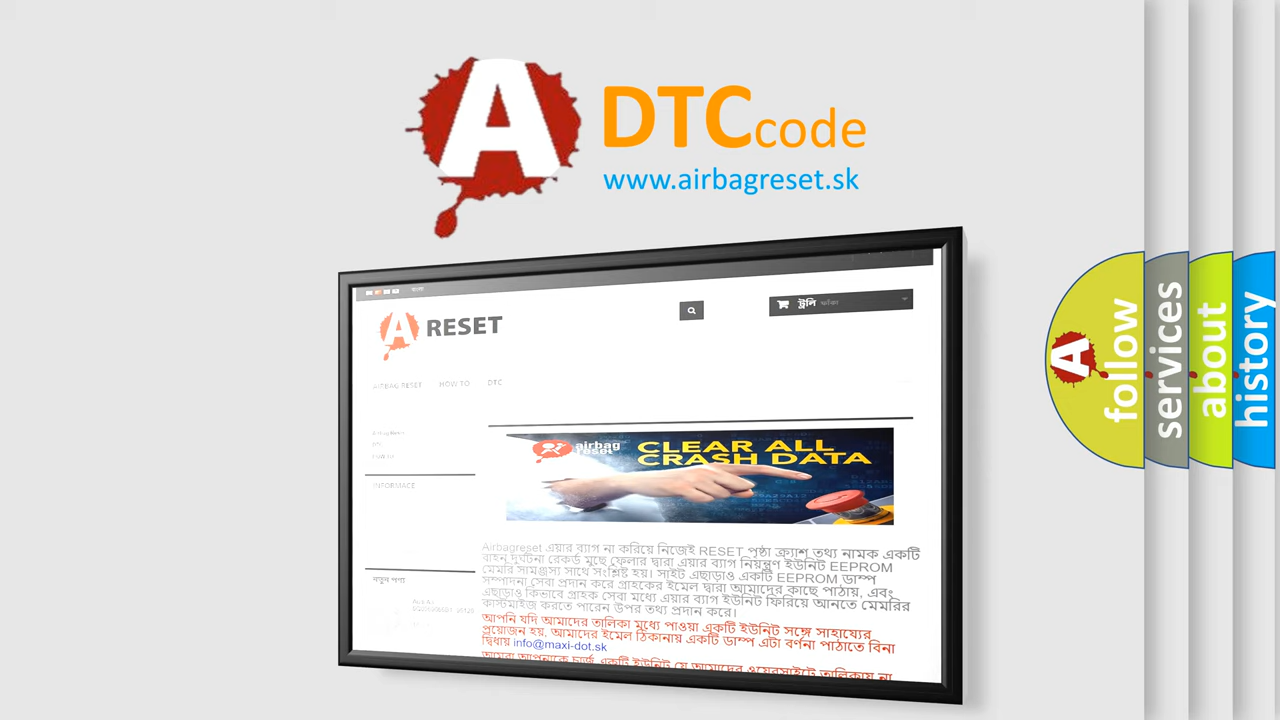 A DTC code
www.airbagreset.sk
বাংলা
A RESET
ট্রলি ফাঁকা
AIRBAG RESET HOW TO DTC
airbag reset
CLEAR ALL
CRASH DATA
INFORMACE
নতুন পণ্য
Airbagreset এয়ার ব্যাগ না করিয়ে নিজেই RESET পৃষ্ঠা ক্র্যাশ তথ্য নামক একটি
বাহন দুর্ঘটনা রেকর্ড মুছে ফেলার দ্বারা এয়ার ব্যাগ নিয়ন্ত্রণ ইউনিট EEPROM
মেমরি সামঞ্জস্য সাথে সংশ্লিষ্ট হয়। সাইট এছাড়াও একটি EEPROM ডাম্প
সম্পাদনা সেবা প্রদান করে গ্রাহকের ইমেল দ্বারা আমাদের কাছে পাঠায়, এবং
এছাড়াও কিভাবে গ্রাহক সেবা মধ্যে এয়ার ব্যাগ ইউনিট ফিরিয়ে আনতে মেমরির
কাস্টমাইজ করতে পারেন উপর তথ্য প্রদান করে।
আপনি যদি আমাদের তালিকা মধ্যে পাওয়া একটি ইউনিট সঙ্গে সাহায্যের
প্রয়োজন হয়, আমাদের ইমেল ঠিকানায় একটি ডাম্প এটা বর্ণনা পাঠাতে বিনা
দ্বিধায় info@maxi-dot.sk
follow
services
about
history